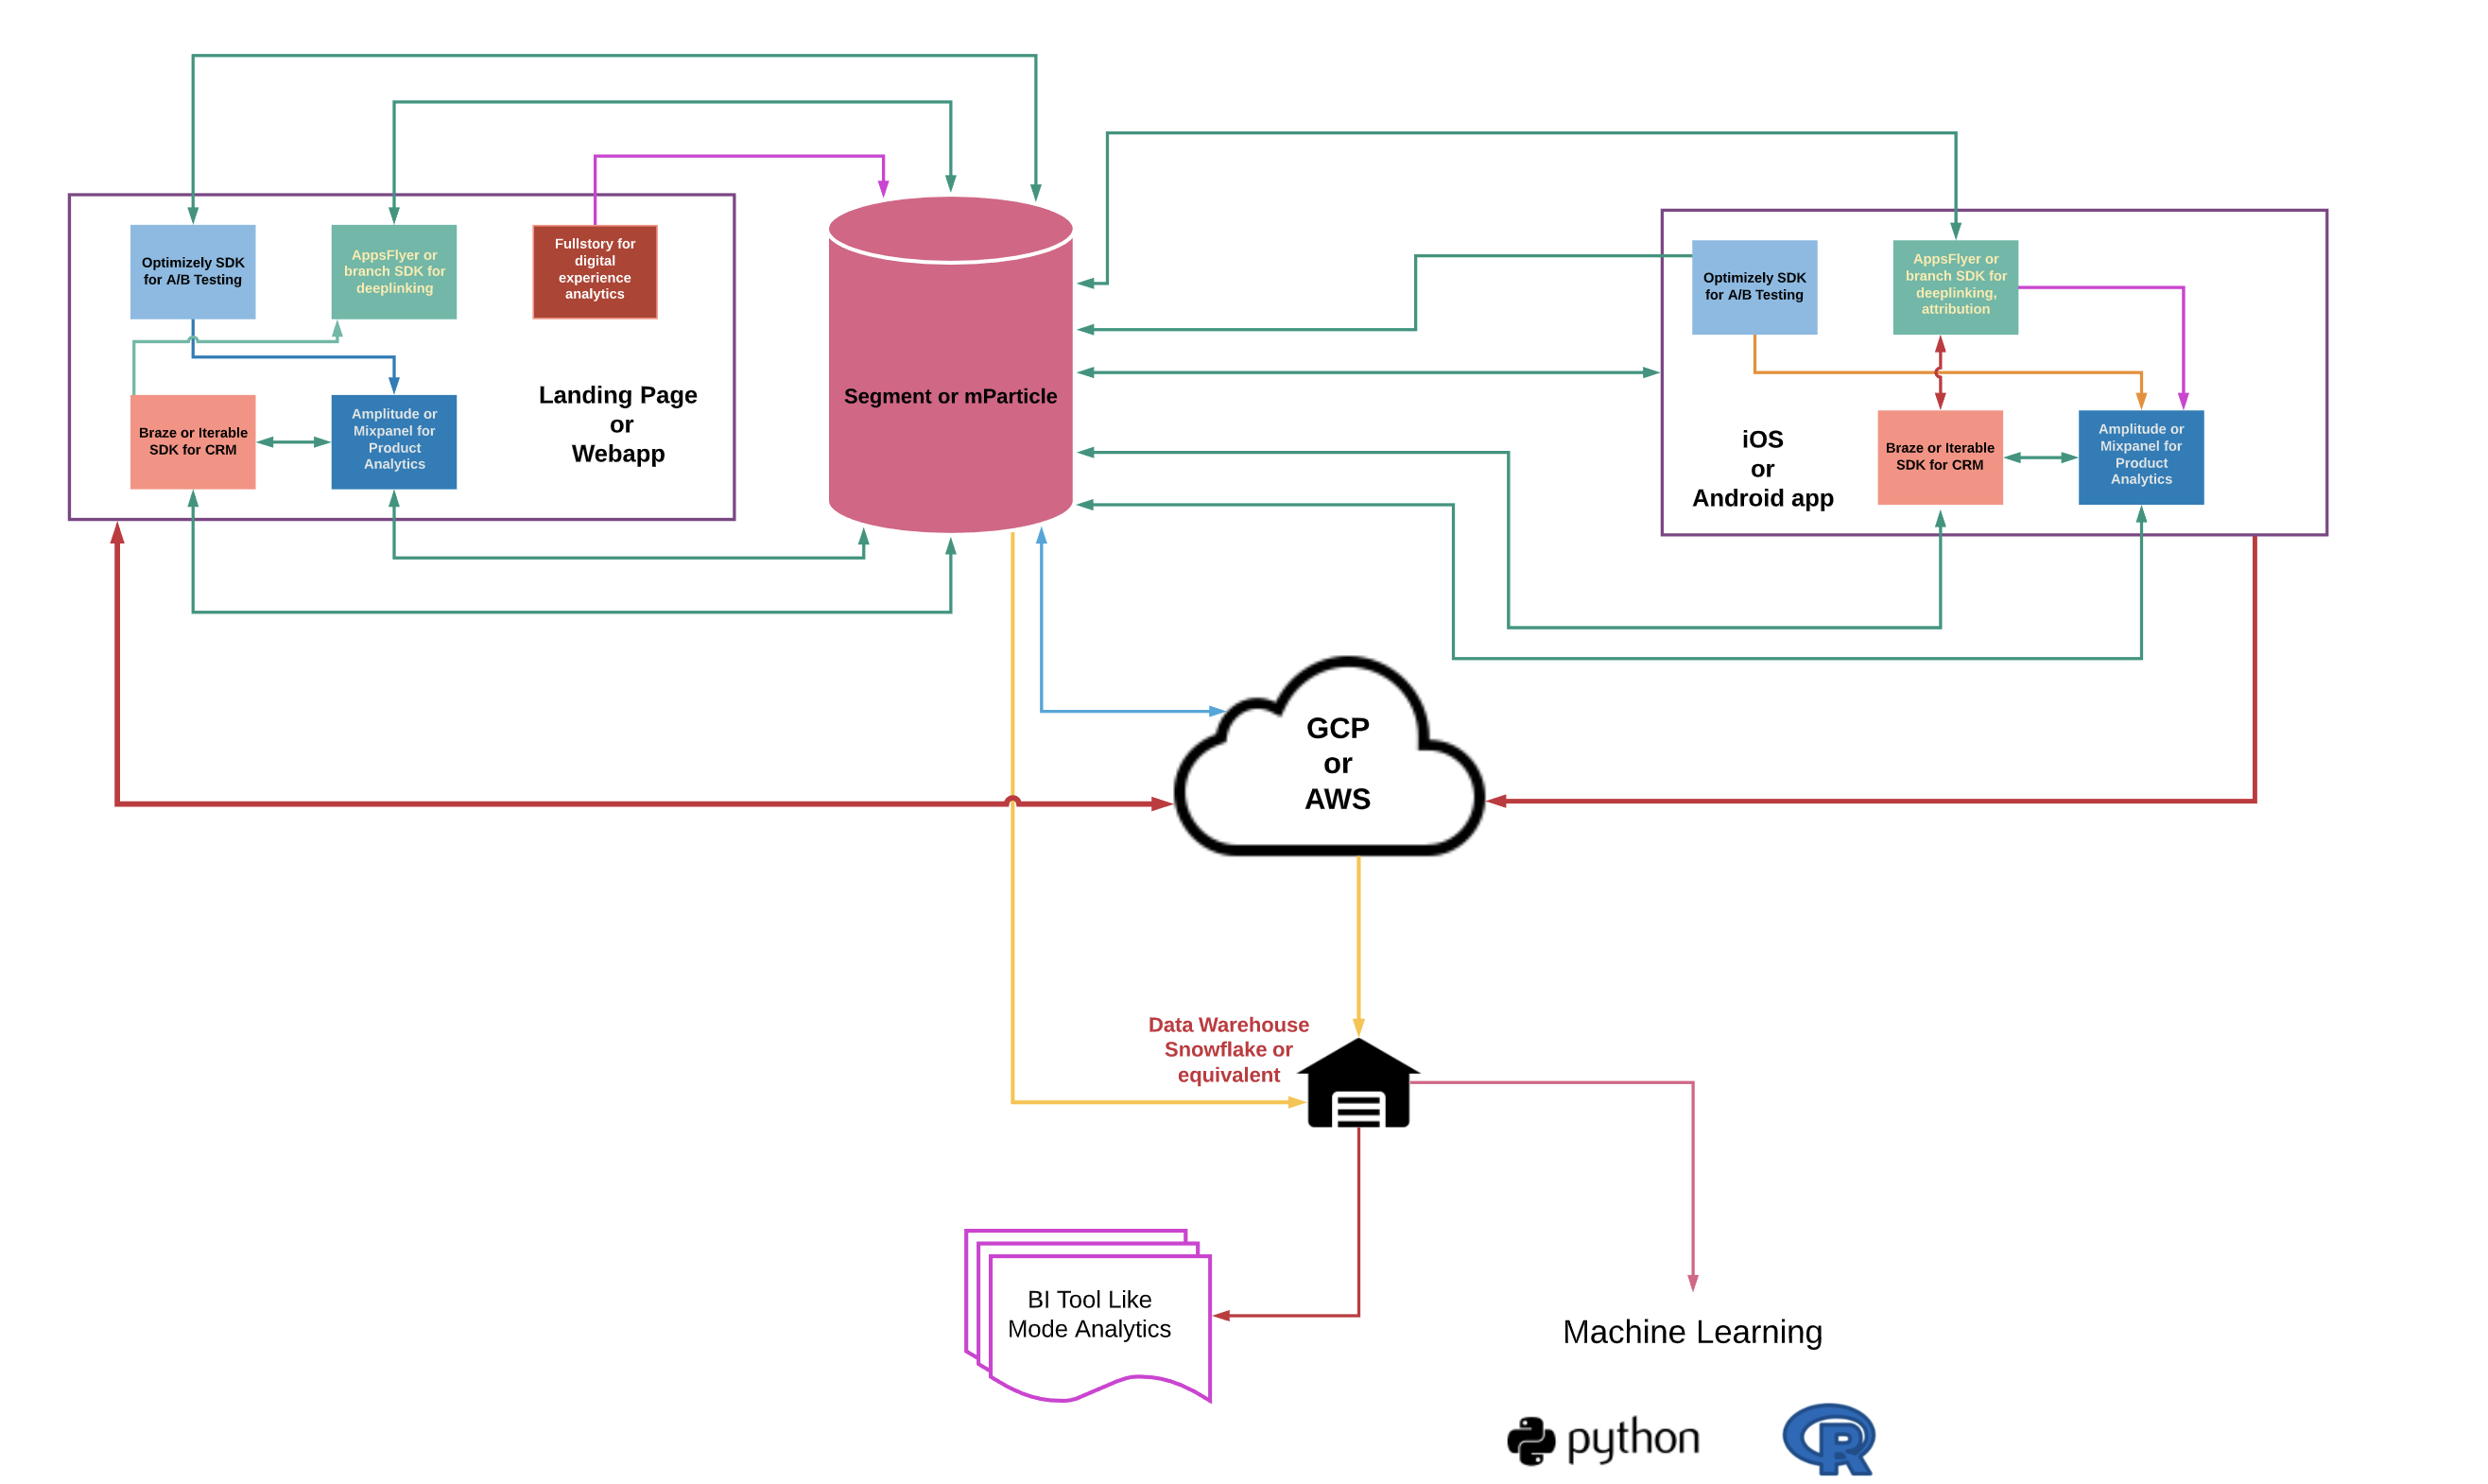 Optimizely SDK
for A/B Testing
AppsFlyer or
branch SDK for
deeplinking
Fullstory for
digital
experience
analytics
Braze or Iterable
SDK for CRM
Amplitude or
Mixpanel for
Product
Analytics
Landing Page
or
Webapp
Segment or mParticle
Optimizely SDK
for A/B Testing
AppsFlyer or
branch SDK for
deeplinking,
attribution
iOS
or
Android app
Braze or Iterable
SDK for CRM
Amplitude or
Mixpanel for
Product
Analytics
GCP
or
AWS
Data Warehouse
Snowflake or
equivalent
BI Tool Like
Mode Analytics
Machine Learning
python
R